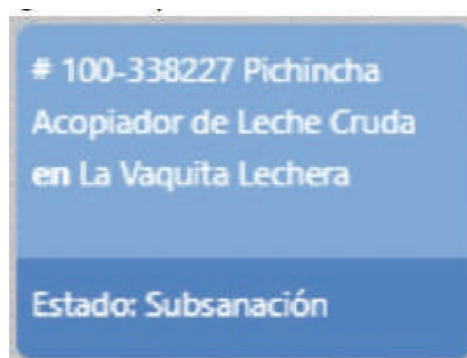 # 100-338227 Pichincha
Acopiador de Leche Cruda
en La Vaquita Lechera
Estado: Subsanación